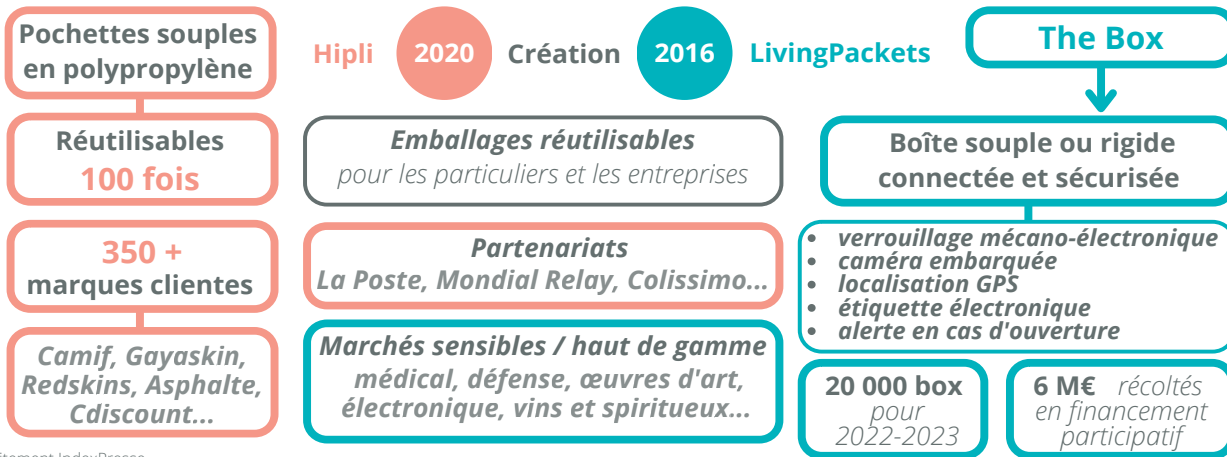 Pochettes souples
en polypropylène
Réutilisables
100 fois
350 +
marques clientes
Camif, Gayaskin,
Redskins, Asphalte,
Cdiscount...
Hipli
2020
Création
2016
LivingPackets
Emballages réutilisables
pour les particuliers et les entreprises
Partenariats
La Poste, Mondial Relay, Colissimo...
Marchés sensibles / haut de gamme
médical, défense, œuvres d'art,
électronique, vins et spiritueux...
The Box
Boîte souple ou rigide
connectée et sécurisée
• verrouillage mécano-électronique
• caméra embarquée
• localisation GPS
• étiquette électronique
• alerte en cas d'ouverture
20 000 box
pour
2022-2023
6 M€ récoltés
en financement
participatif
IndexPresse